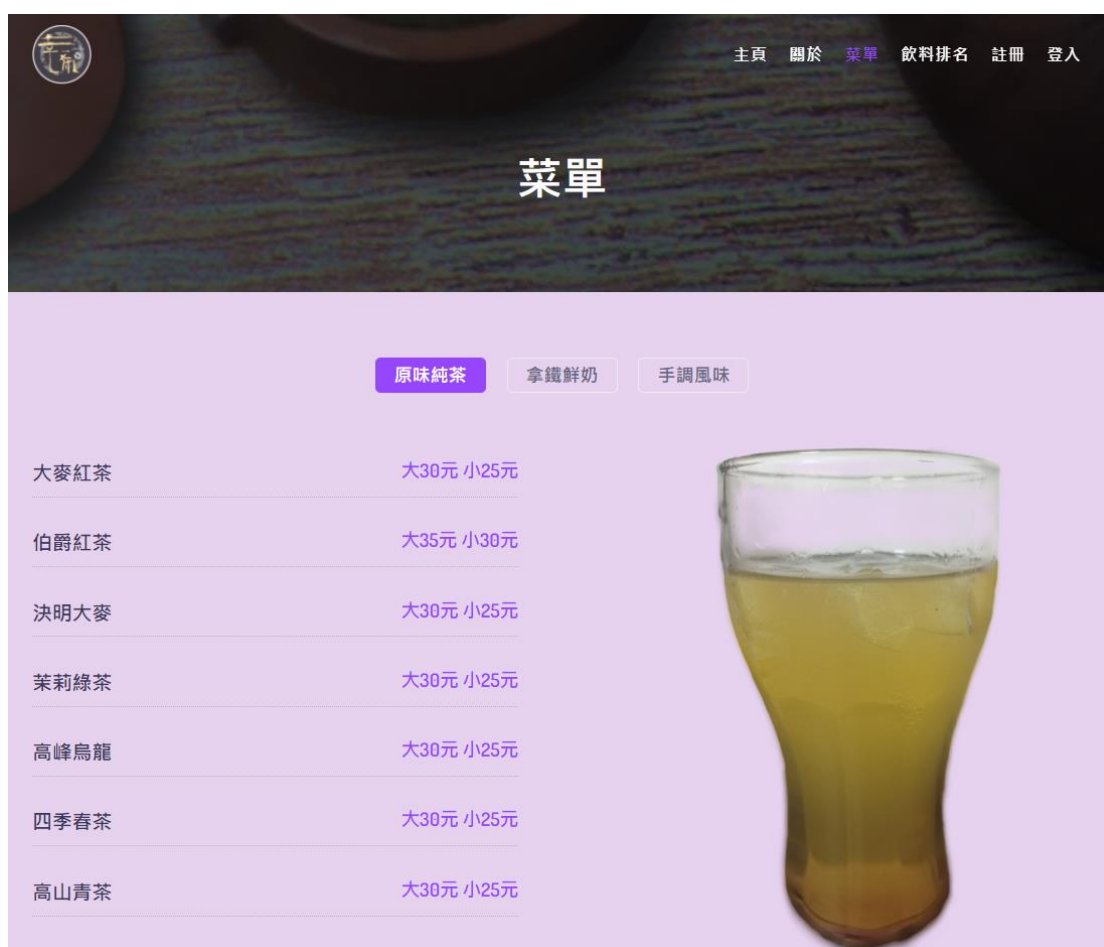 主頁 關於 菜單 飲料排名 註冊 登入
菜單
原味純茶 拿鐵鮮奶 手調風味
大麥紅茶 大30元 小25元
伯爵紅茶 大35元 小30元
決明大麥 大30元 小25元
茉莉綠茶 大30元 小25元
高峰烏龍 大30元 小25元
四季春茶 大30元 小25元
高山青茶 大30元 小25元